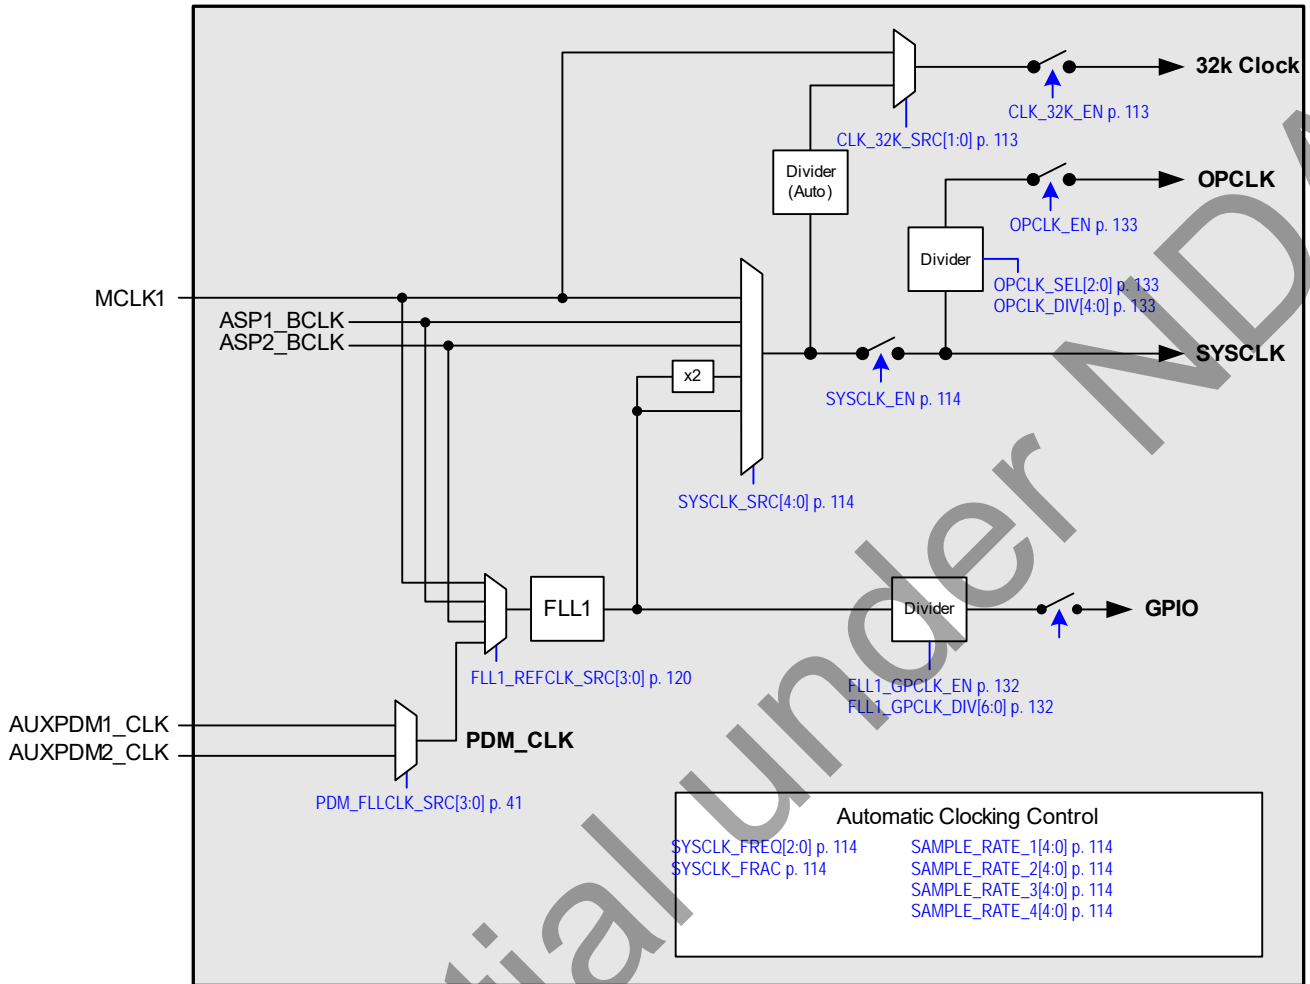 32k Clock
CLK_32K_EN p. 113
CLK_32K_SRC[1:0] p. 113
Divider
(Auto)
OPCLK
OPCLK_EN p. 133
Divider
OPCLK_SEL[2:0] p. 133
OPCLK_DIV[4:0] p. 133
MCLK1
ASP1_BCLK
ASP2_BCLK
x2
SYSCLK
SYSCLK_EN p. 114
SYSCLK_SRC[4:0] p. 114
FLL1
Divider
GPIO
FLL1_REFCLK_SRC[3:0] p. 120
FLL1_GPCLK_EN p. 132
FLL1_GPCLK_DIV[6:0] p. 132
AUXPDM1_CLK
AUXPDM2_CLK
PDM_CLK
PDM_FLLCLK_SRC[3:0] p. 41
Automatic Clocking Control
SYSCLK_FREQ[2:0] p. 114
SYSCLK_FRAC p. 114
SAMPLE_RATE_1[4:0] p. 114
SAMPLE_RATE_2[4:0] p. 114
SAMPLE_RATE_3[4:0] p. 114
SAMPLE_RATE_4[4:0] p. 114
under